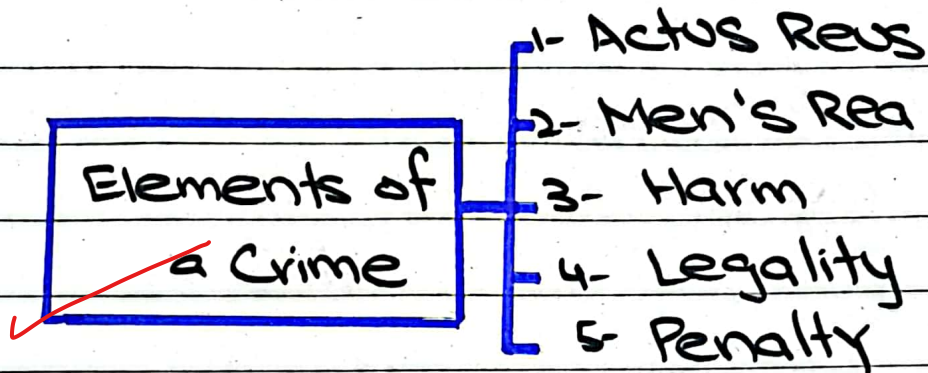 Elements of
a Crime
1- Actus Reus
2- Men's Rea
3- Harm
4- Legality
5- Penalty